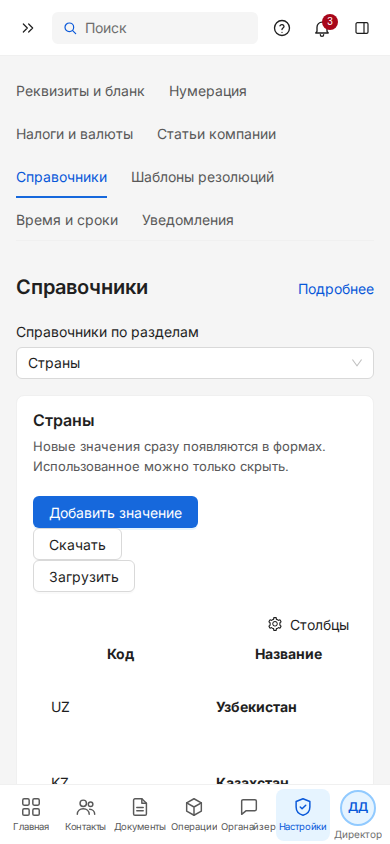 Поиск
3
Реквизиты и бланк Нумерация
Налоги и валюты Статьи компании
Справочники Шаблоны резолюций
Время и сроки Уведомления
Справочники Подробнее
Справочники по разделам
Страны
Страны
Новые значения сразу появляются в формах.
Использованное можно только скрыть.
Добавить значение
Скачать
Загрузить
Столбцы
Код Название
UZ Узбекистан
KZ Казахстан
ДД
Главная Контакты Документы Операции Органайзер Настройки Директор